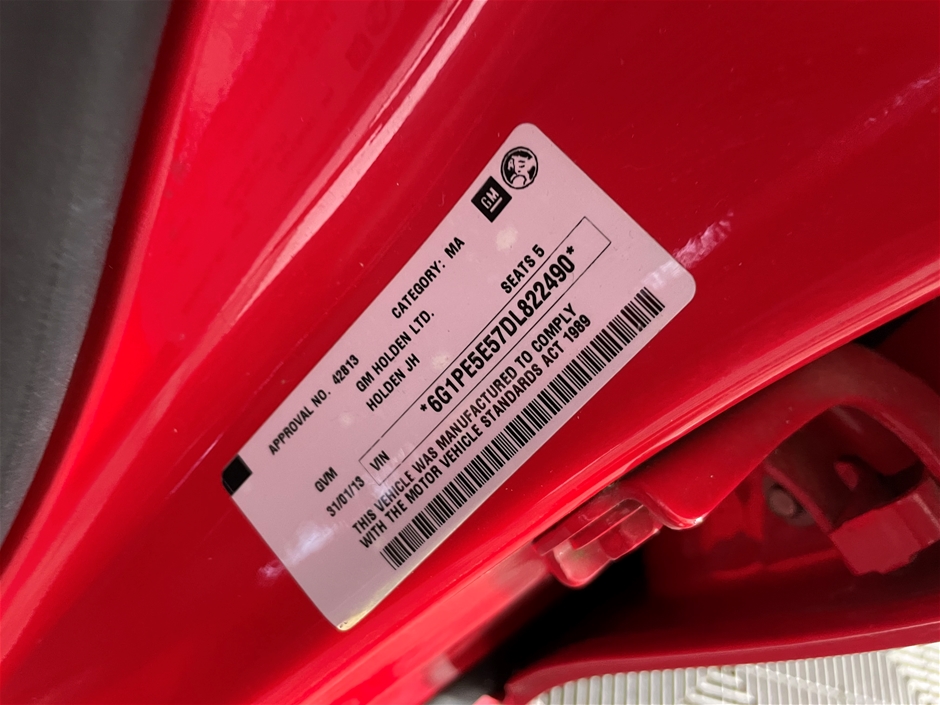 GM
APPROVAL NO. 42813 CATEGORY: MA
GM HOLDEN LTD.
HOLDEN JH SEATS 5
GVM
31/01/13 VIN *6G1PE5E57DL822490*
THIS VEHICLE WAS MANUFACTURED TO COMPLY
WITH THE MOTOR VEHICLE STANDARDS ACT 1989